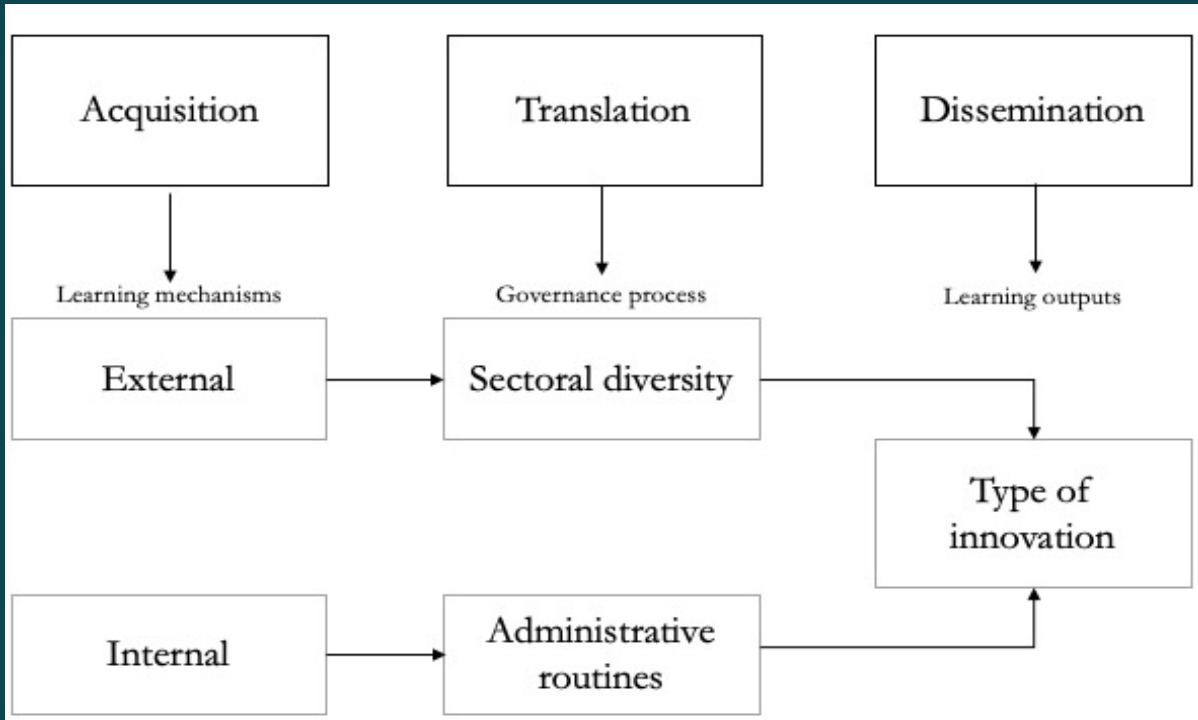 Acquisition
Translation
Dissemination
Learning mechanisms
Governance process
Learning outputs
External
Sectoral diversity
Type of
innovation
Internal
Administrative
routines